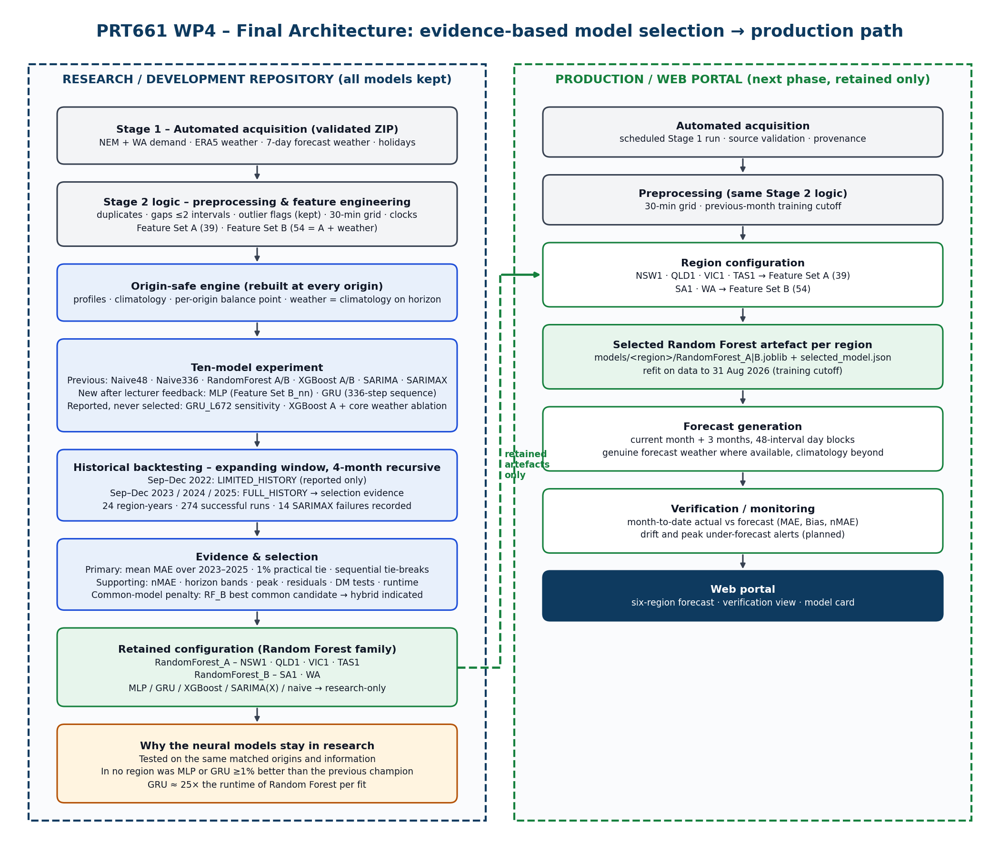 PRT661 WP4 – Final Architecture: evidence-based model selection → production path
RESEARCH / DEVELOPMENT REPOSITORY (all models kept)
Stage 1 – Automated acquisition (validated ZIP)
NEM + WA demand · ERA5 weather · 7-day forecast weather · holidays
Stage 2 logic – preprocessing & feature engineering
duplicates · gaps ≤2 intervals · outlier flags (kept) · 30-min grid · clocks
Feature Set A (39) · Feature Set B (54 = A + weather)
Origin-safe engine (rebuilt at every origin)
profiles · climatology · per-origin balance point · weather = climatology on horizon
Ten-model experiment
Previous: Naive48 · Naive336 · RandomForest A/B · XGBoost A/B · SARIMA · SARIMAX
New after lecturer feedback: MLP (Feature Set B_nn) · GRU (336-step sequence)
Reported, never selected: GRU_L672 sensitivity · XGBoost A + core weather ablation
Historical backtesting – expanding window, 4-month recursive
Sep–Dec 2022: LIMITED_HISTORY (reported only)
Sep–Dec 2023 / 2024 / 2025: FULL_HISTORY → selection evidence
24 region-years · 274 successful runs · 14 SARIMAX failures recorded
Evidence & selection
Primary: mean MAE over 2023–2025 · 1% practical tie · sequential tie-breaks
Supporting: nMAE · horizon bands · peak · residuals · DM tests · runtime
Common-model penalty: RF_B best common candidate → hybrid indicated
Retained configuration (Random Forest family)
RandomForest_A – NSW1 · QLD1 · VIC1 · TAS1
RandomForest_B – SA1 · WA
MLP / GRU / XGBoost / SARIMA(X) / naive → research-only
Why the neural models stay in research
Tested on the same matched origins and information
In no region was MLP or GRU ≥1% better than the previous champion
GRU ≈ 25× the runtime of Random Forest per fit
retained
artefacts
only
PRODUCTION / WEB PORTAL (next phase, retained only)
Automated acquisition
scheduled Stage 1 run · source validation · provenance
Preprocessing (same Stage 2 logic)
30-min grid · previous-month training cutoff
Region configuration
NSW1 · QLD1 · VIC1 · TAS1 → Feature Set A (39)
SA1 · WA → Feature Set B (54)
Selected Random Forest artefact per region
models/<region>/RandomForest_A|B.joblib + selected_model.json
refit on data to 31 Aug 2026 (training cutoff)
Forecast generation
current month + 3 months, 48-interval day blocks
genuine forecast weather where available, climatology beyond
Verification / monitoring
month-to-date actual vs forecast (MAE, Bias, nMAE)
drift and peak under-forecast alerts (planned)
Web portal
six-region forecast · verification view · model card